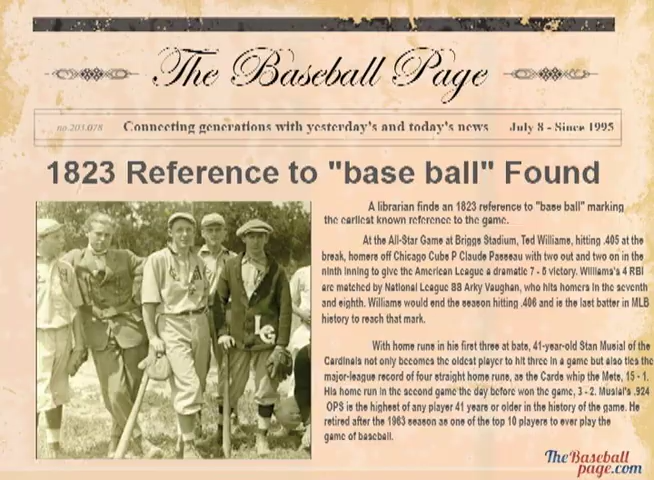 The Baseball Page
no.203.078 Connecting generations with yesterday's and today's news July 8 - Since 1995
1823 Reference to "base ball" Found
A librarian finds an 1823 reference to "base ball" marking
the earliest known reference to the game.
At the All-Star Game at Briggs Stadium, Ted Williams, hitting .405 at the
break, homers off Chicago Cubs P Claude Passeau with two out and two on in the
ninth inning to give the American League a dramatic 7 - 5 victory. Williams's 4 RBI
are matched by National League SS Arky Vaughan, who hits homers in the seventh
and eighth. Williams would end the season hitting .406 and is the last batter in MLB
history to reach that mark.
With home runs in his first three at bats, 41-year-old Stan Musial of the
Cardinals not only becomes the oldest player to hit three in a game but also ties the
major-league record of four straight home runs, as the Cards whip the Mets, 15 - 1.
His home run in the second game the day before won the game, 3 - 2. Musial's .924
OPS is the highest of any player 41 years or older in the history of the game. He
retired after the 1963 season as one of the top 10 players to ever play the
game of baseball.
TheBaseball
page.com